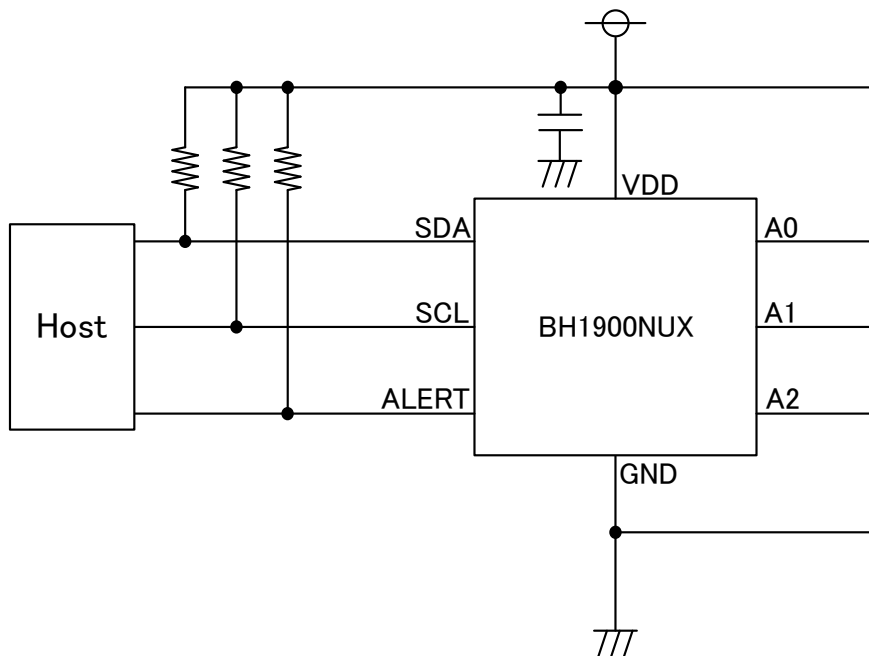 VDD
SDA
A0
Host
SCL
BH1900NUX
A1
ALERT
A2
GND